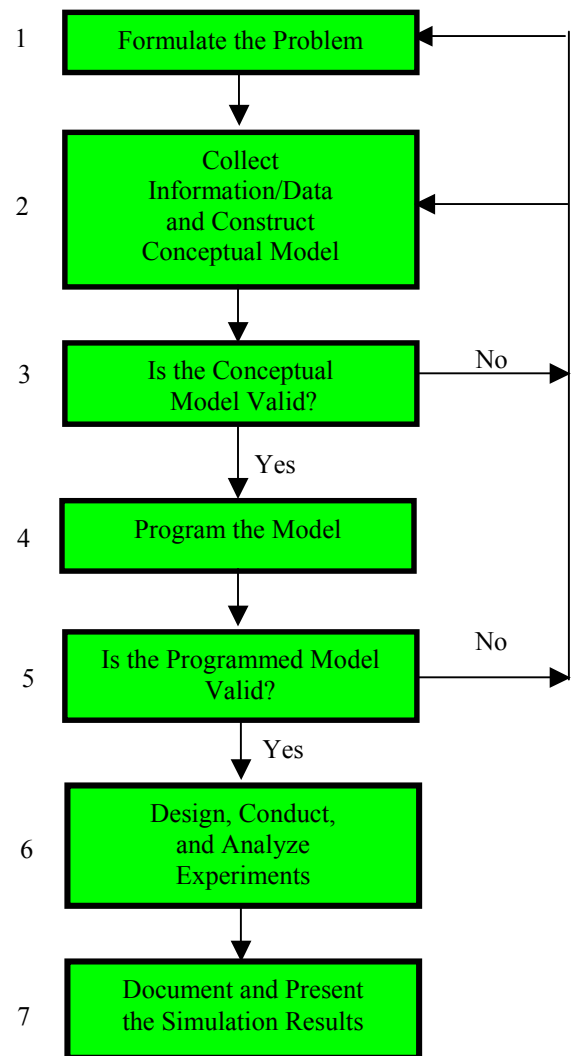 1
Formulate the Problem
2
Collect
Information/Data
and Construct
Conceptual Model
3
Is the Conceptual
Model Valid?
No
Yes
4
Program the Model
5
Is the Programmed Model
Valid?
No
Yes
6
Design, Conduct,
and Analyze
Experiments
7
Document and Present
the Simulation Results